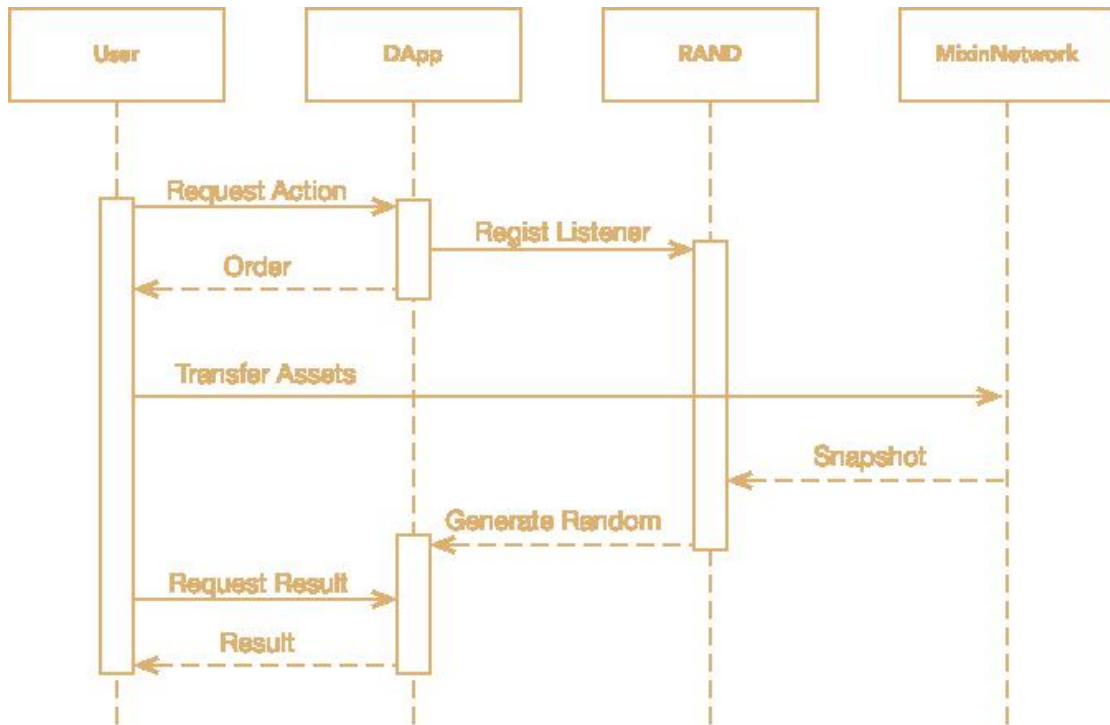 User
DApp
RAND
MixinNetwork
Request Action
Regist Listener
Order
Transfer Assets
Snapshot
Generate Random
Request Result
Result